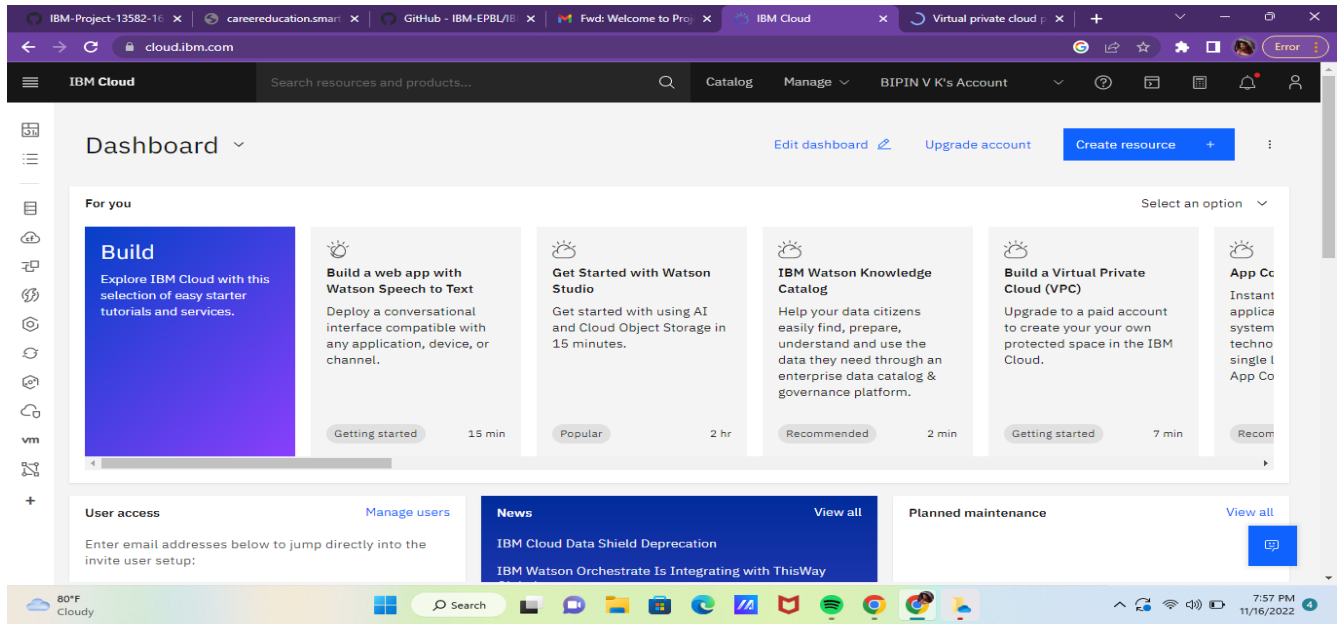 IBM-Project-13582-16
careereducation.smart
GitHub - IBM-EPBL/IB
Fwd: Welcome to Proj
IBM Cloud
Virtual private cloud p
cloud.ibm.com
Error
IBM Cloud
Search resources and products...
Catalog
Manage
BIPIN V K's Account
Dashboard
Edit dashboard
Upgrade account
Create resource +
For you
Select an option
Build
Explore IBM Cloud with this
selection of easy starter
tutorials and services.
Build a web app with
Watson Speech to Text
Deploy a conversational
interface compatible with
any application, device, or
channel.
Getting started
15 min
Get Started with Watson
Studio
Get started with using AI
and Cloud Object Storage in
15 minutes.
Popular
2 hr
IBM Watson Knowledge
Catalog
Help your data citizens
easily find, prepare,
understand and use the
data they need through an
enterprise data catalog &
governance platform.
Recommended
2 min
Build a Virtual Private
Cloud (VPC)
Upgrade to a paid account
to create your your own
protected space in the IBM
Cloud.
Getting started
7 min
App Co
Instant
applica
system
techno
single l
App Co
Recom
vm
User access
Manage users
Enter email addresses below to jump directly into the
invite user setup:
News
View all
IBM Cloud Data Shield Deprecation
IBM Watson Orchestrate Is Integrating with ThisWay
Planned maintenance
View all
80°F
Cloudy
Search
7:57 PM
11/16/2022
4